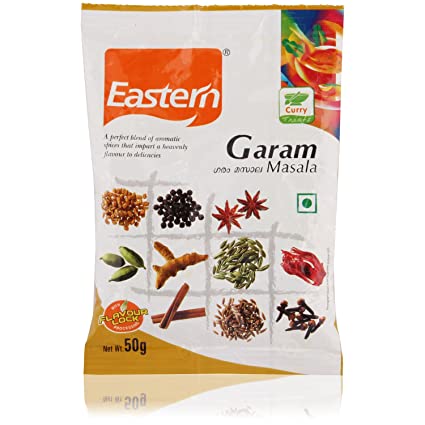 Eastern®
A perfect blend of aromatic
spices that impart a heavenly
flavour to delicacies
Curry
Garam
ഗരം മസാല Masala
FLAVOUR
LOCK
Net Wt. 50g